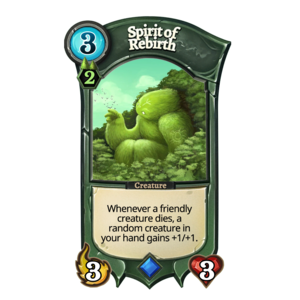 3
Spirit of
Rebirth
2
Creature
Whenever a friendly
creature dies, a
random creature in
your hand gains +1/+1.
3
3